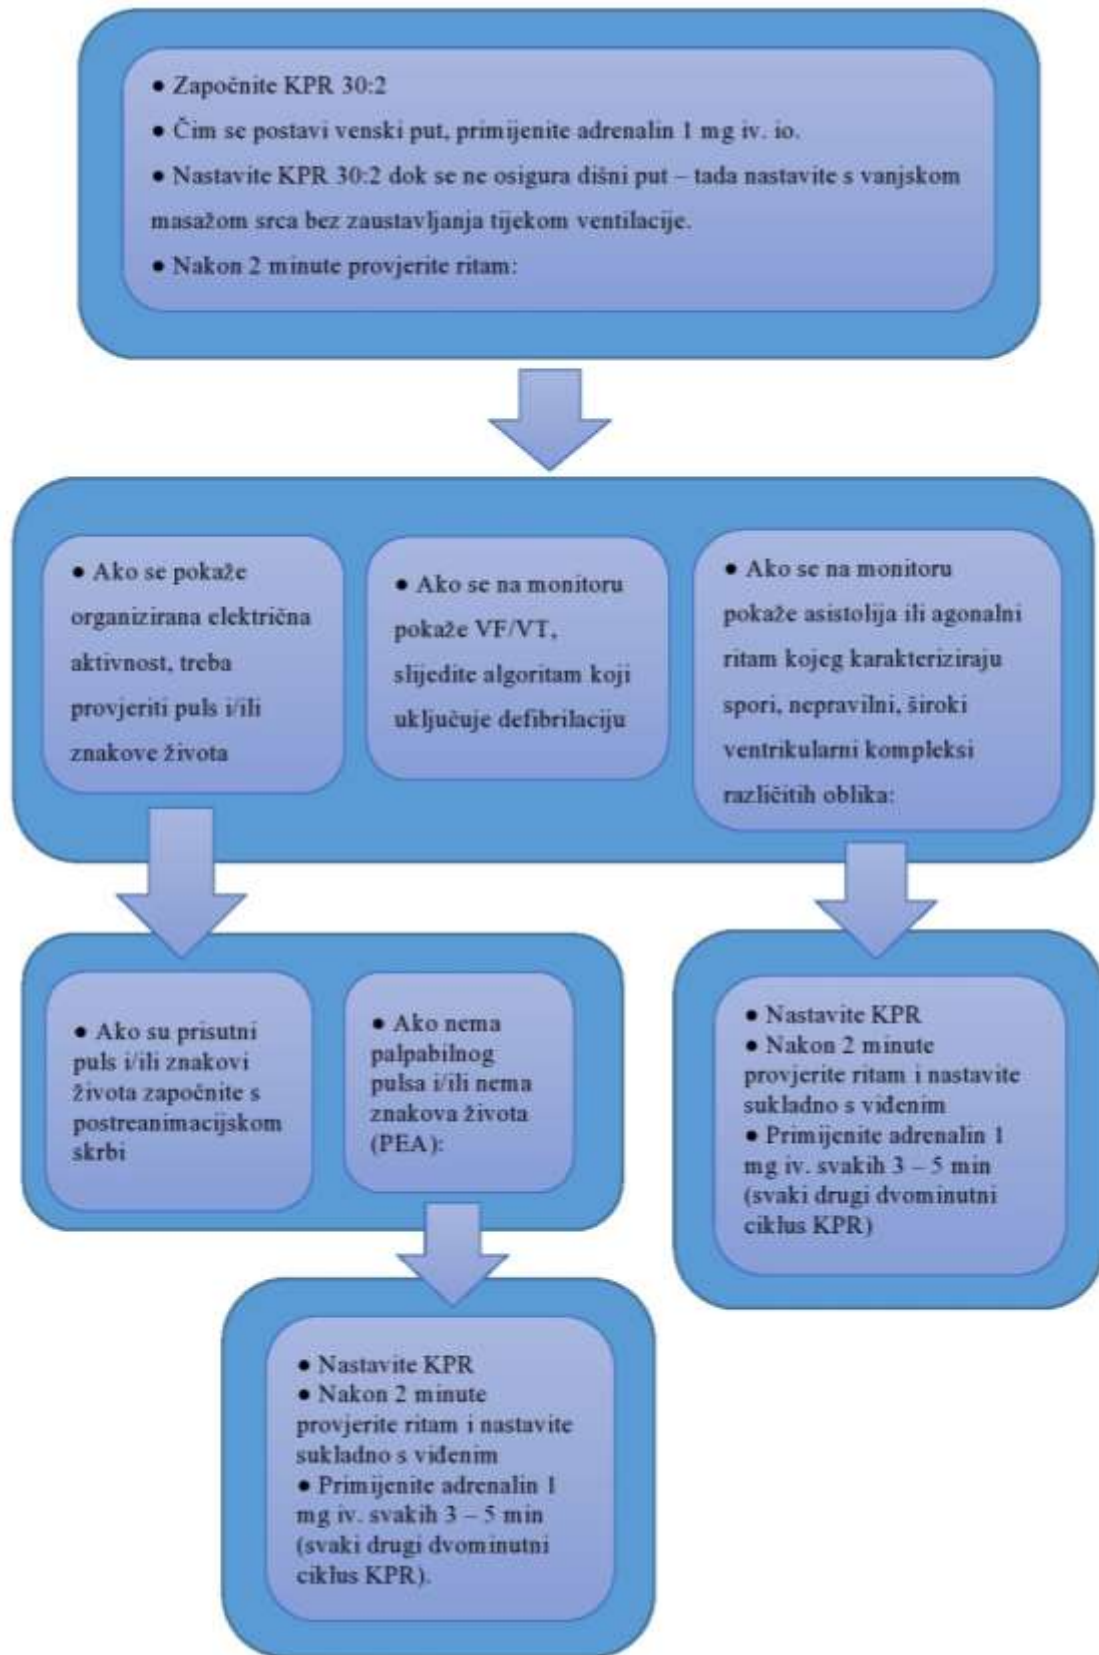 ● Započnite KPR 30:2
● Čim se postavi venski put, primijenite adrenalin 1 mg iv. io.
● Nastavite KPR 30:2 dok se ne osigura dišni put – tada nastavite s vanjskom
masažom srca bez zaustavljanja tijekom ventilacije.
● Nakon 2 minute provjerite ritam:
● Ako se pokaže
organizirana električna
aktivnost, treba
provjeriti puls i/ili
znakove života
● Ako se na monitoru
pokaže VF/VT,
slijedite algoritam koji
uključuje defibrilaciju
● Ako se na monitoru
pokaže asistolija ili agonalni
ritam kojeg karakteriziraju
spori, nepravilni, široki
ventrikularni kompleksi
različitih oblika:
● Ako su prisutni
puls i/ili znakovi
života započnite s
postreanimacijskom
skrbi
● Ako nema
palpabilnog
pulsa i/ili nema
znakova života
(PEA):
● Nastavite KPR
● Nakon 2 minute
provjerite ritam i nastavite
sukladno s viđenim
● Primijenite adrenalin 1
mg iv. svakih 3 – 5 min
(svaki drugi dvominutni
ciklus KPR)
● Nastavite KPR
● Nakon 2 minute
provjerite ritam i nastavite
sukladno s viđenim
● Primijenite adrenalin 1
mg iv. svakih 3 – 5 min
(svaki drugi dvominutni
ciklus KPR).